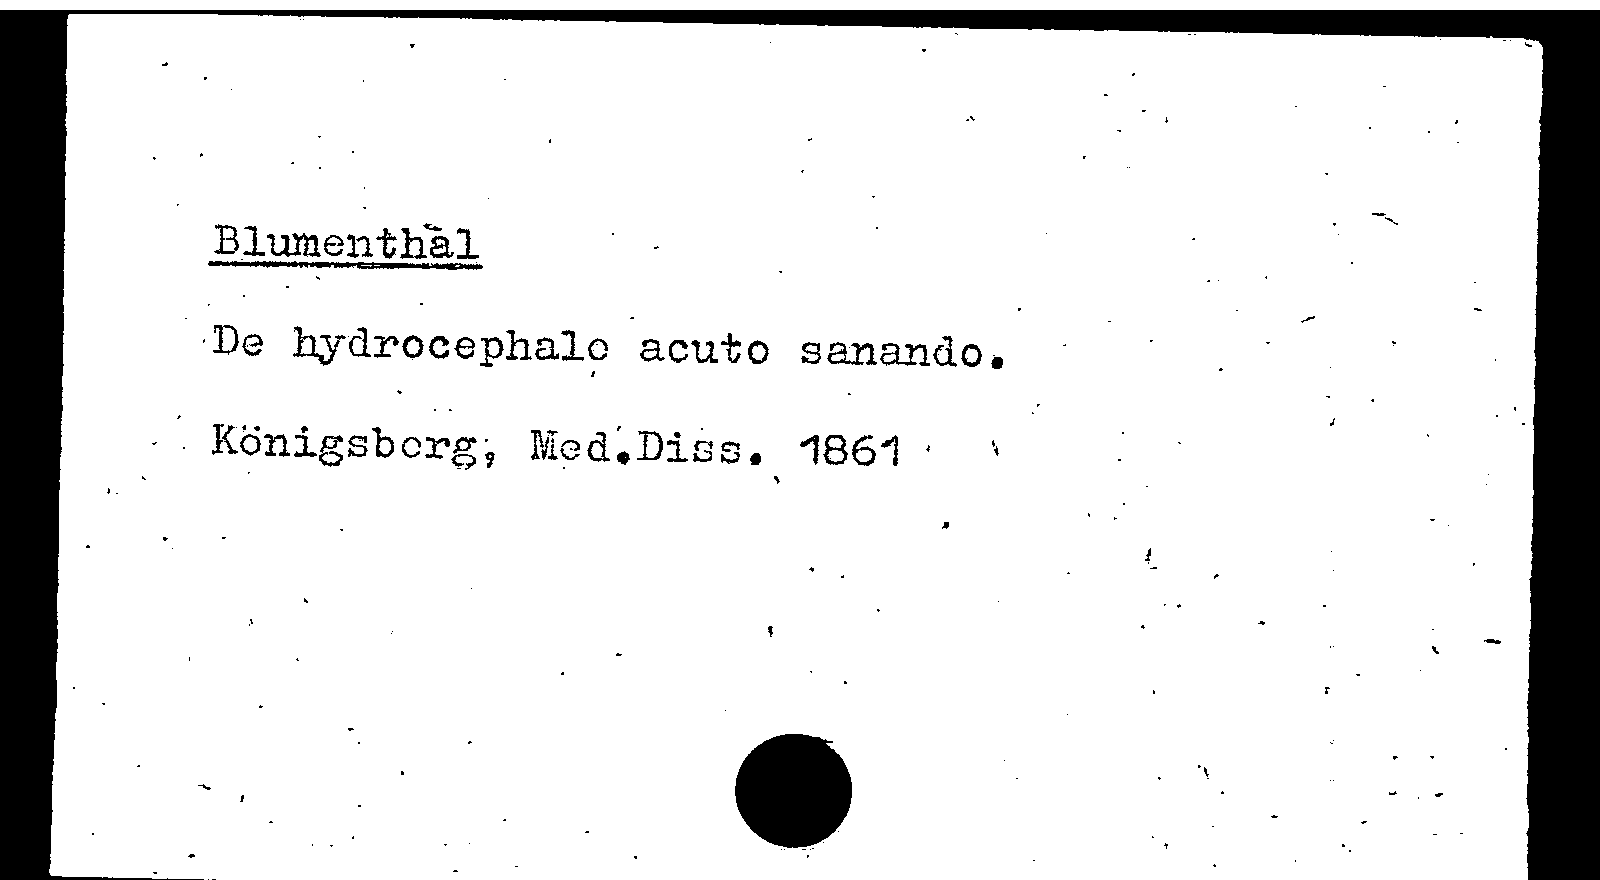 Blumenthal
De hydrocephalo acuto sanando.
Königsberg, Med.Diss. 1861